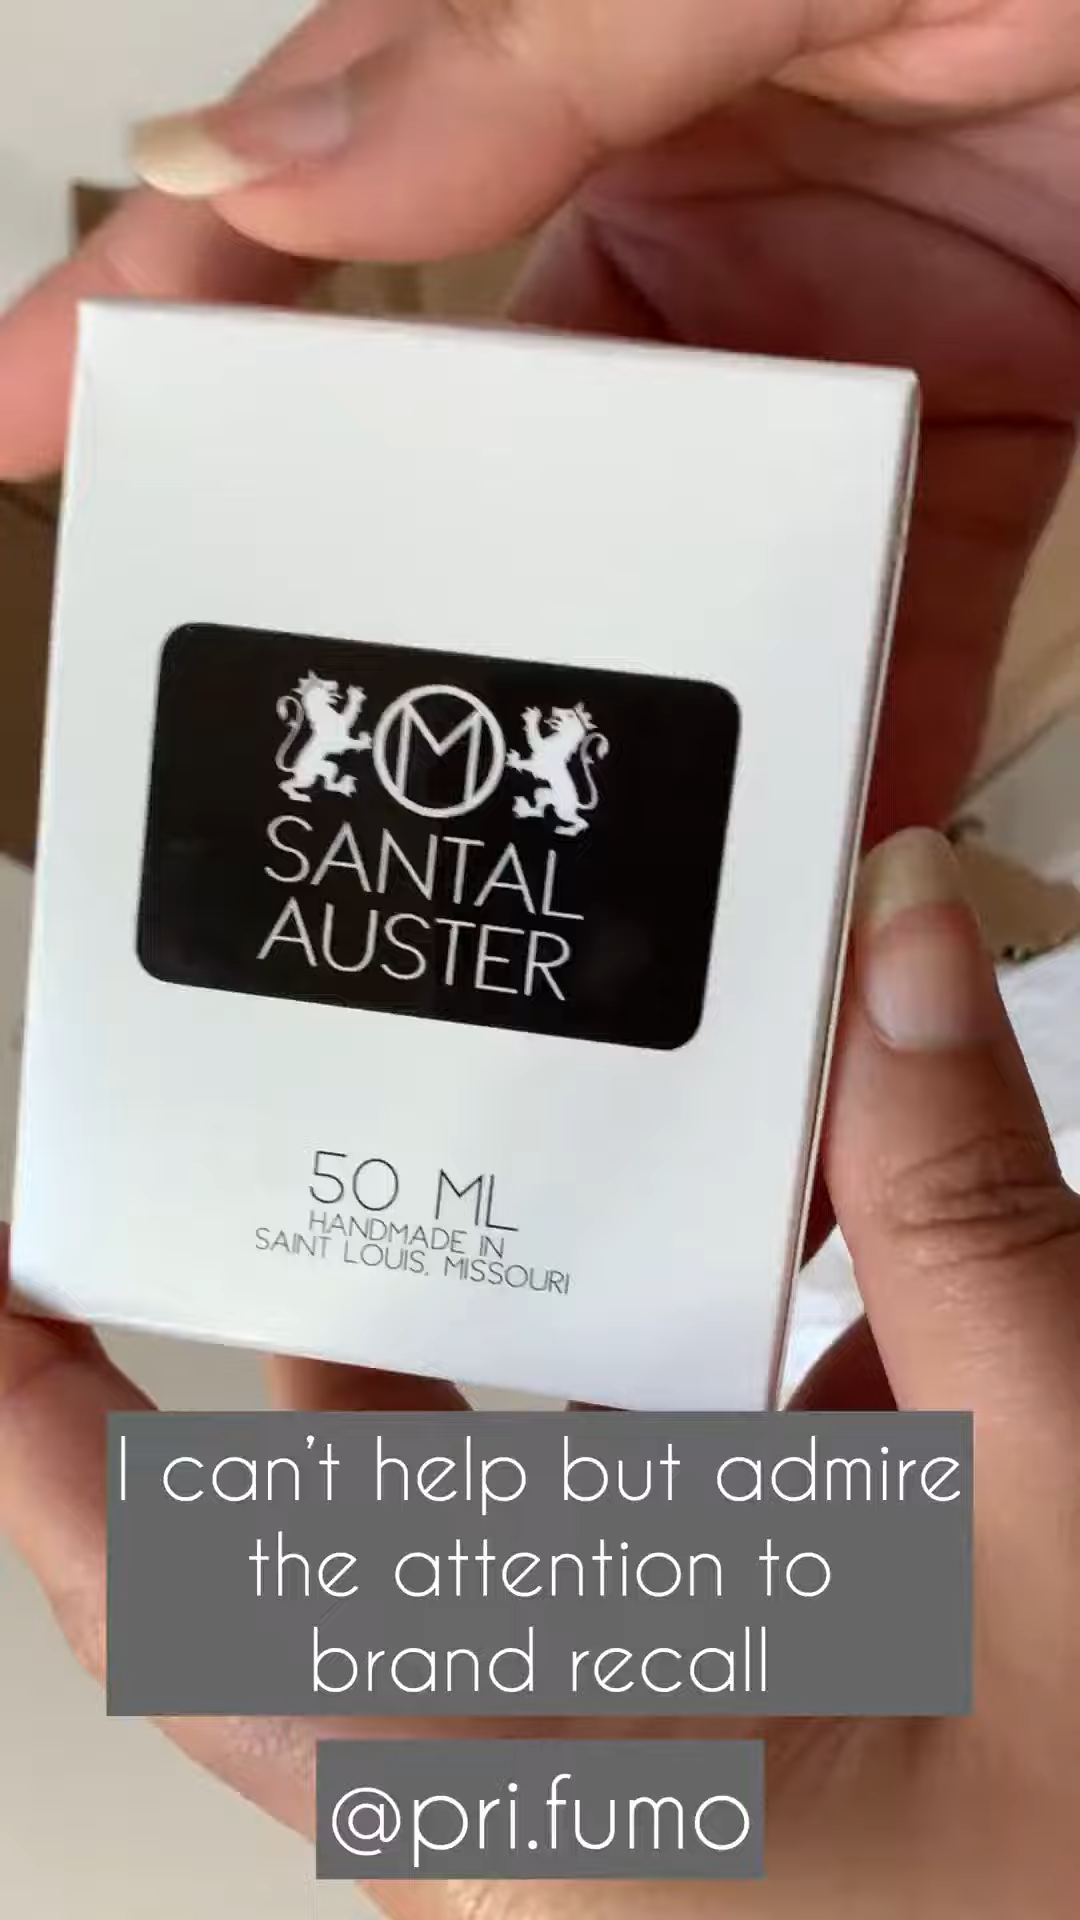 M
SANTAL
AUSTER
50 ML
HANDMADE IN
SAINT LOUIS, MISSOURI
I can't help but admire
the attention to
brand recall
@pri.fumo